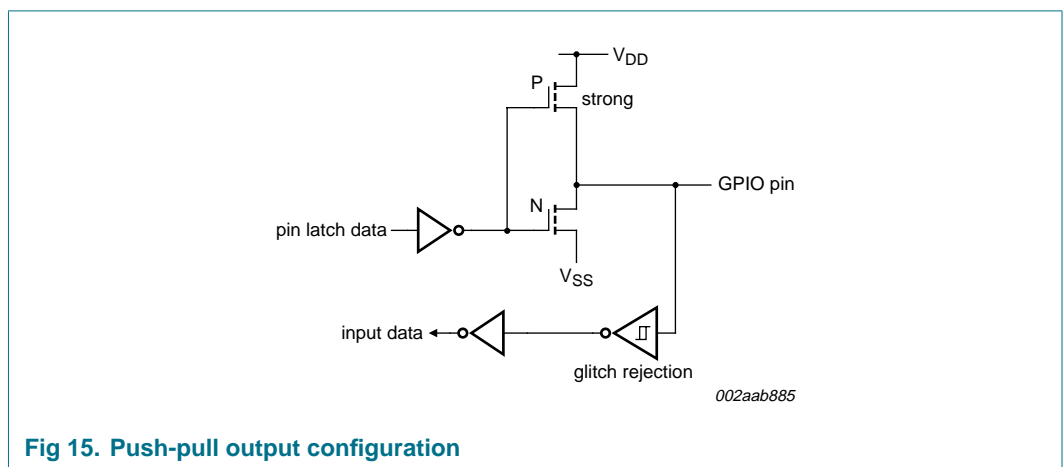 VDD
P
strong
GPIO pin
N
pin latch data
VSS
input data
glitch rejection
002aab885
Fig 15. Push-pull output configuration